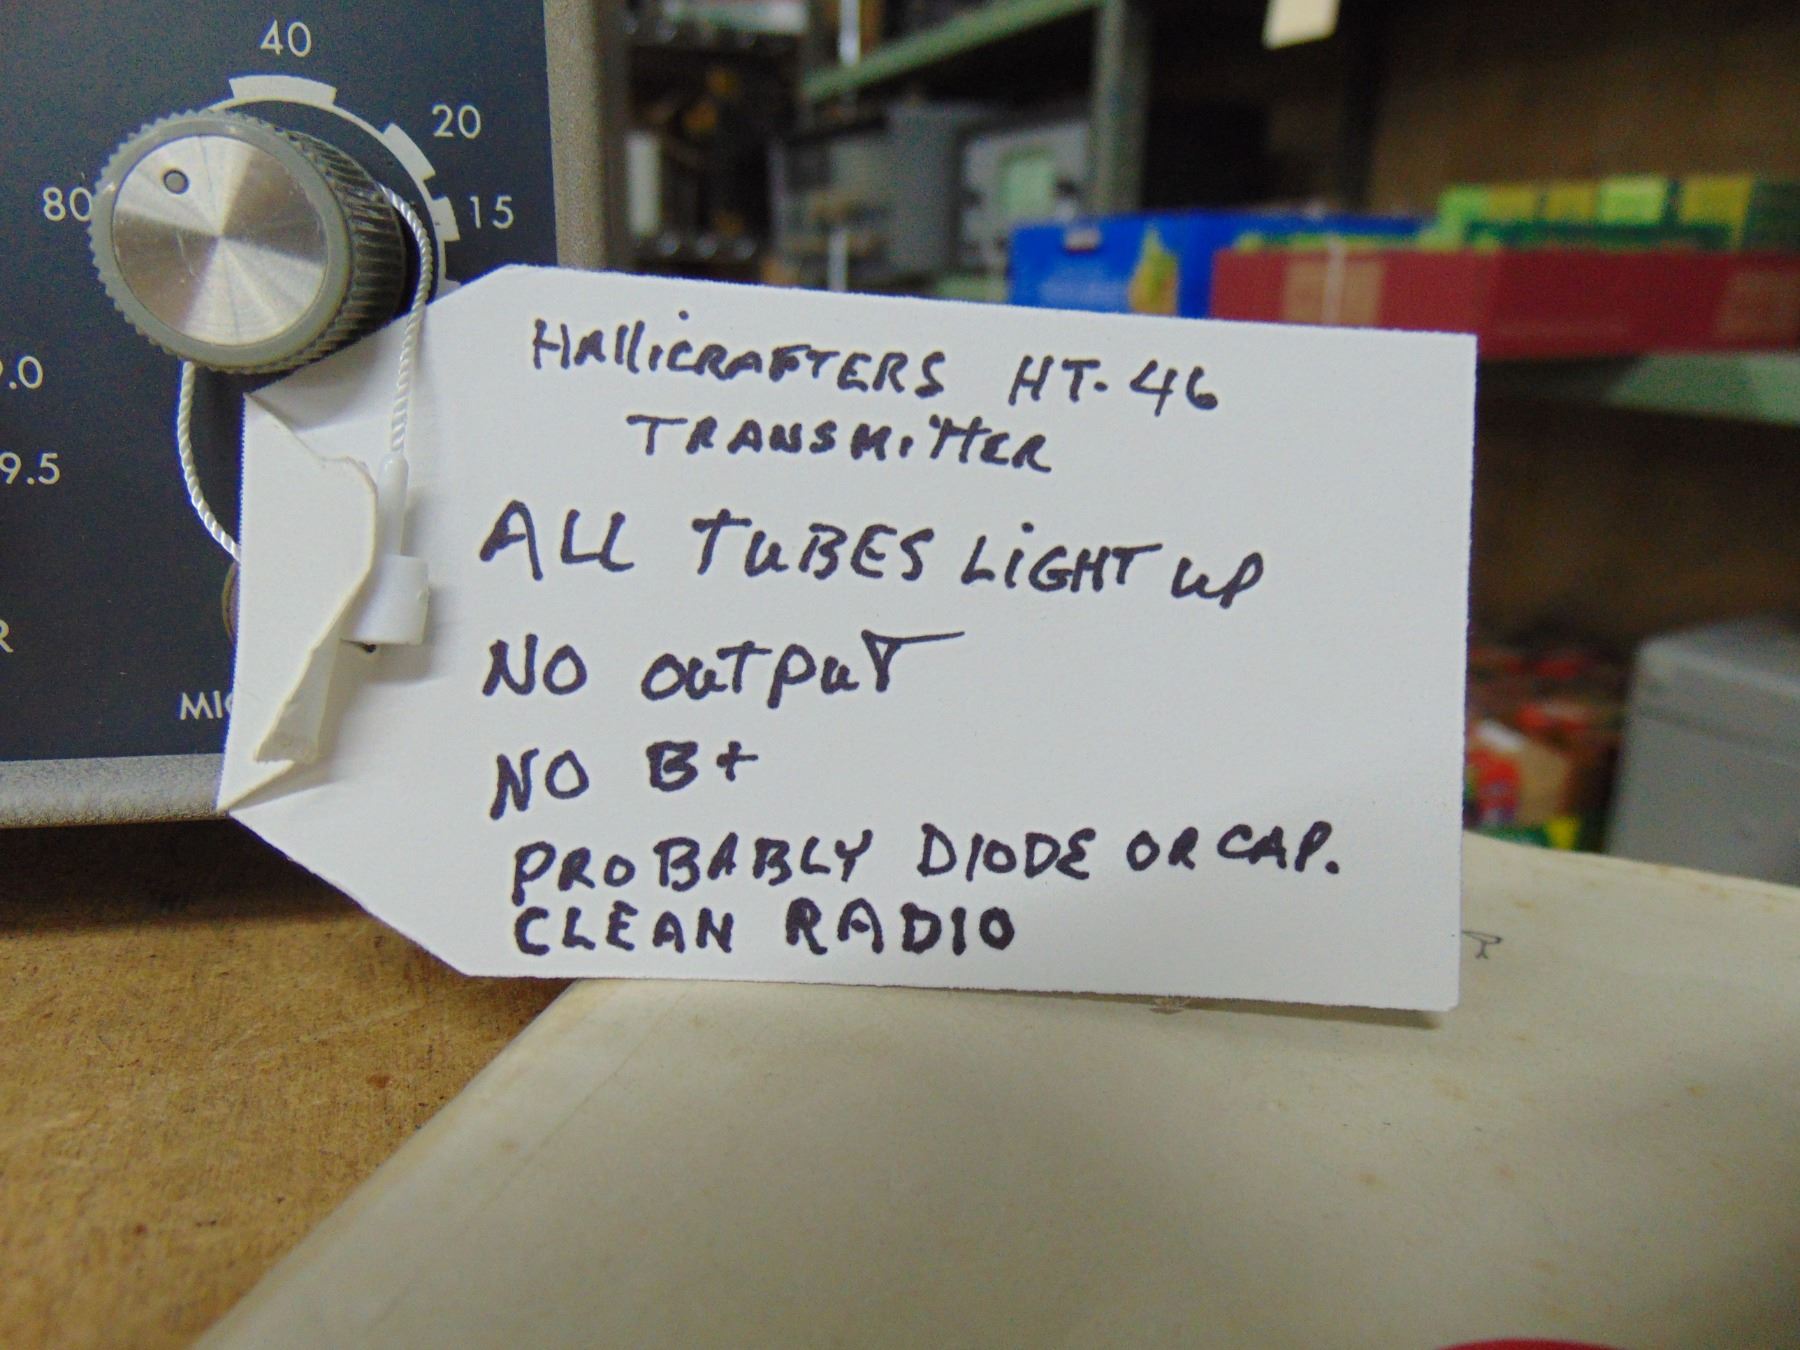 40
20
80
15
9.0
9.5
R
HALLICRAFTERS HT-46
TRANSMITTER
ALL TUBES LIGHT UP
NO OUTPUT
NO B+
PROBABLY DIODE OR CAP.
CLEAN RADIO